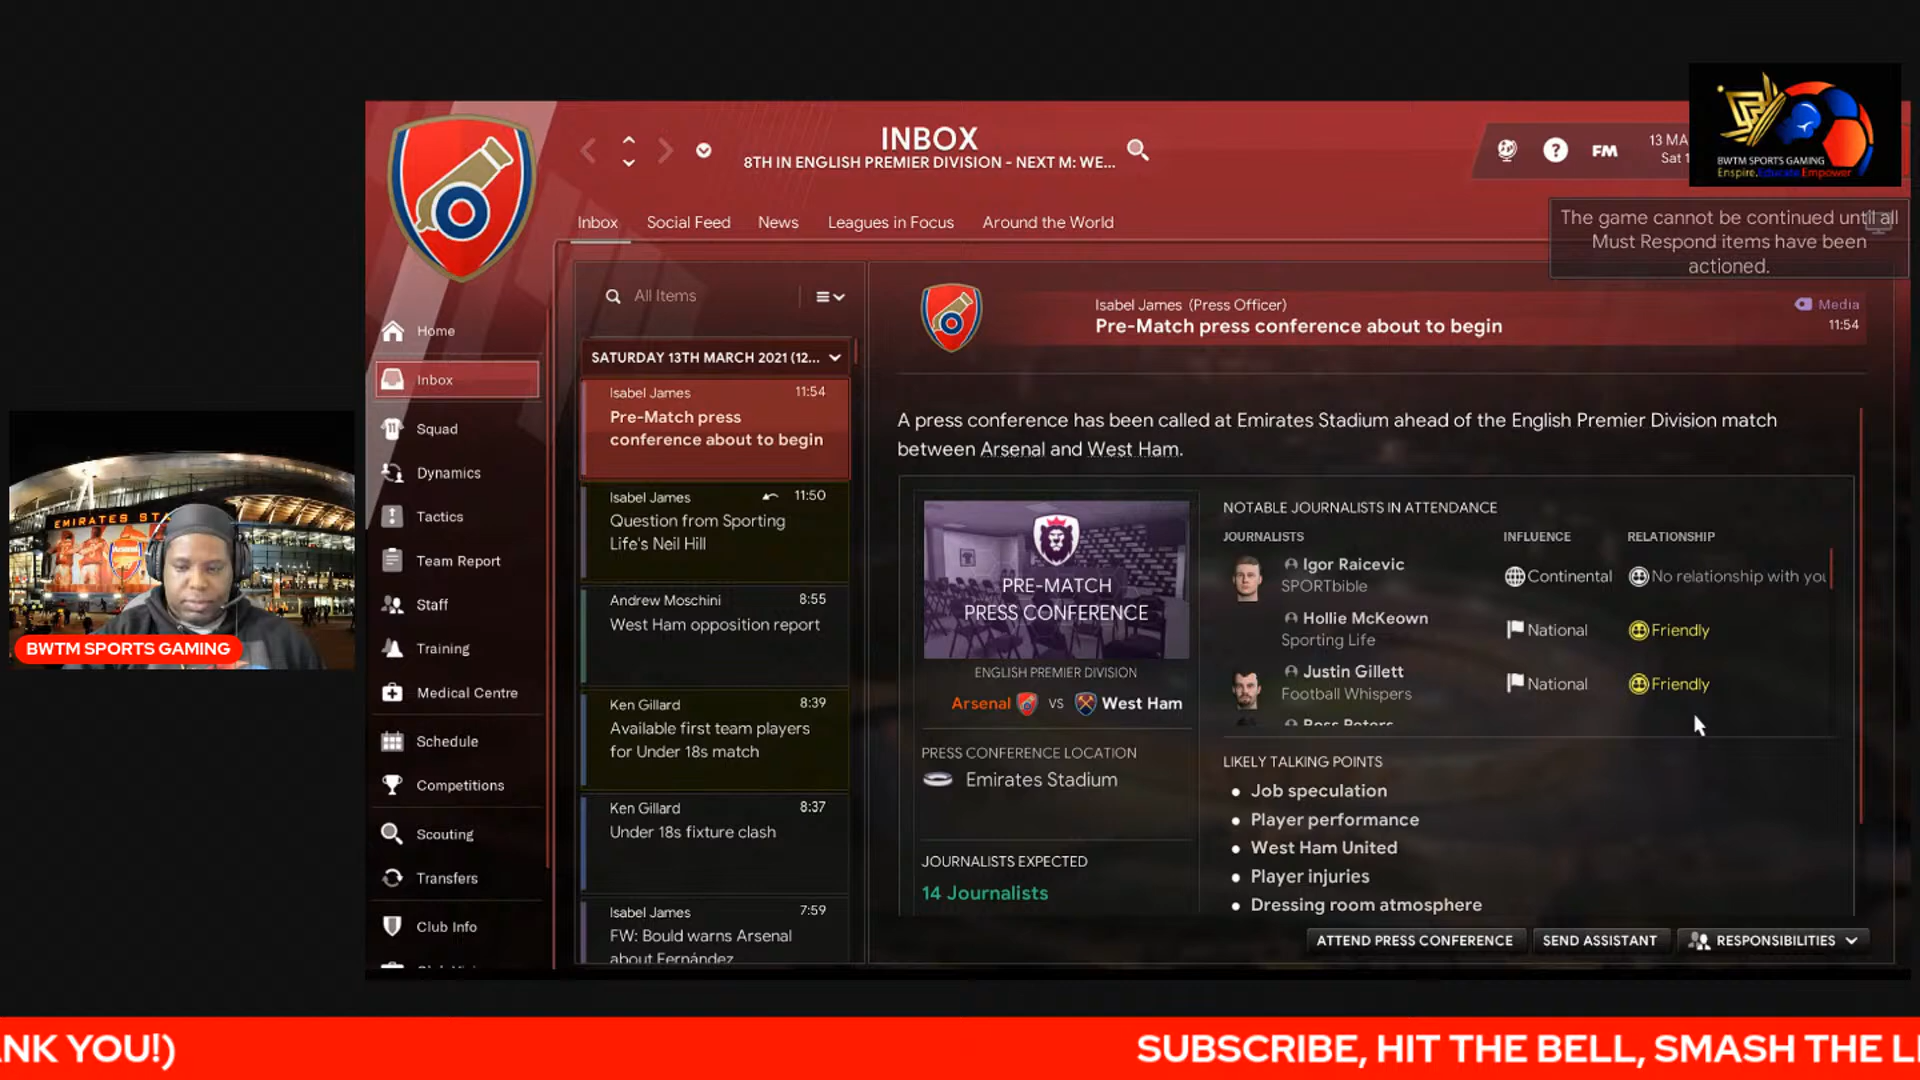 INBOX
8TH IN ENGLISH PREMIER DIVISION - NEXT M: WE...
FM
13 MA
Sat 1
BWTM SPORTS GAMING
Enspire.Educate.Empower
The game cannot be continued until all
Must Respond items have been
actioned.
Inbox
Social Feed
News
Leagues in Focus
Around the World
Home
Inbox
Squad
Dynamics
Tactics
Team Report
Staff
Training
Medical Centre
Schedule
Competitions
Scouting
Transfers
Club Info
All Items
SATURDAY 13TH MARCH 2021 (12...
Isabel James 11:54
Pre-Match press
conference about to begin
Isabel James 11:50
Question from Sporting
Life's Neil Hill
Andrew Moschini 8:55
West Ham opposition report
Ken Gillard 8:39
Available first team players
for Under 18s match
Ken Gillard 8:37
Under 18s fixture clash
Isabel James 7:59
FW: Bould warns Arsenal
about Fernández
Isabel James (Press Officer)
Pre-Match press conference about to begin
Media
11:54
A press conference has been called at Emirates Stadium ahead of the English Premier Division match
between Arsenal and West Ham.
PRE-MATCH
PRESS CONFERENCE
ENGLISH PREMIER DIVISION
Arsenal VS West Ham
PRESS CONFERENCE LOCATION
Emirates Stadium
JOURNALISTS EXPECTED
14 Journalists
NOTABLE JOURNALISTS IN ATTENDANCE
JOURNALISTS INFLUENCE RELATIONSHIP
Igor Raicevic
SPORTbible
Continental
No relationship with you
Hollie McKeown
Sporting Life
National
Friendly
Justin Gillett
Football Whispers
National
Friendly
Ross Peters
LIKELY TALKING POINTS
Job speculation
Player performance
West Ham United
Player injuries
Dressing room atmosphere
ATTEND PRESS CONFERENCE
SEND ASSISTANT
RESPONSIBILITIES
EMIRATES STA
Arsenal
BWTM SPORTS GAMING
ANK YOU!)
SUBSCRIBE, HIT THE BELL, SMASH THE LI